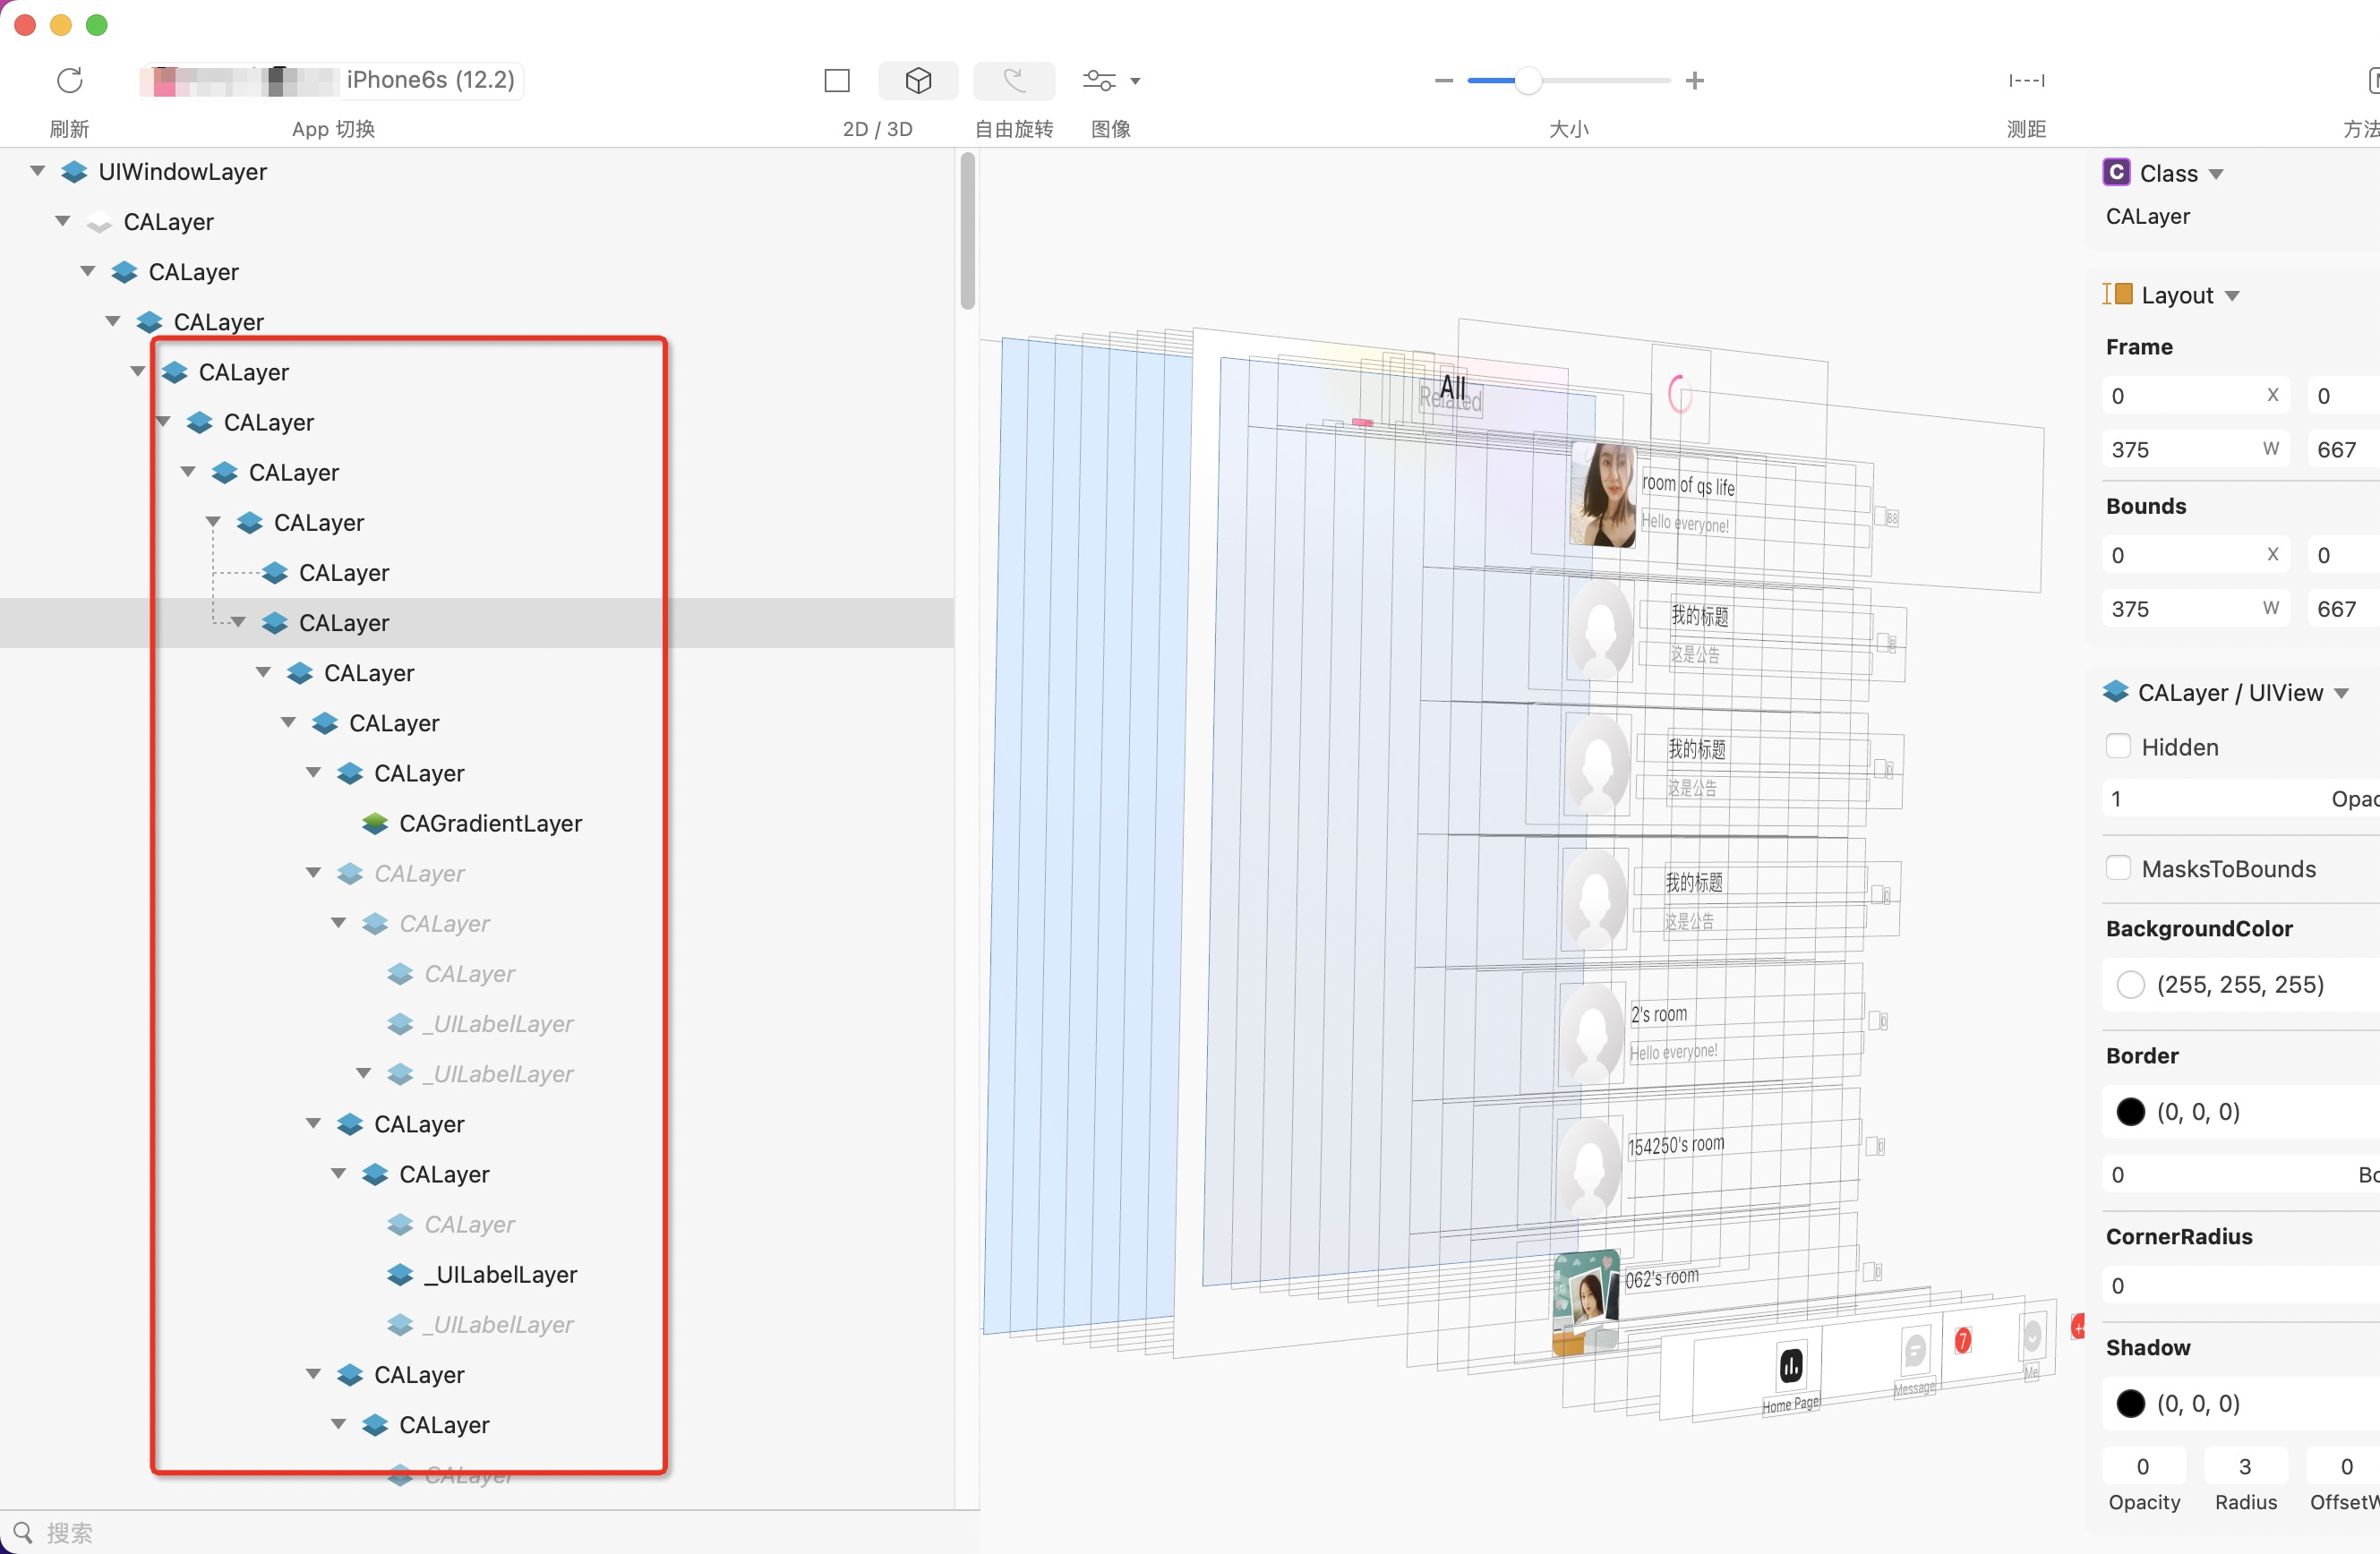 iPhone6s (12.2)
刷新
App 切换
2D / 3D
自由旋转
图像
大小
测距
方法
UIWindowLayer
CALayer
CALayer
CALayer
CALayer
CALayer
CALayer
CALayer
CALayer
CALayer
CALayer
CALayer
CALayer
CAGradientLayer
CALayer
CALayer
CALayer
_UILabelLayer
_UILabelLayer
CALayer
CALayer
CALayer
_UILabelLayer
_UILabelLayer
CALayer
CALayer
CALayer
搜索
All
Related
room of qs life
Hello everyone!
88
我的标题
这是公告
8
我的标题
这是公告
0
我的标题
这是公告
0
2's room
Hello everyone!
0
154250's room
0
062's room
0
Home Page
Message
7
Me
C Class
CALayer
Layout
Frame
0 X 0
375 W 667
Bounds
0 X 0
375 W 667
CALayer / UIView
Hidden
1 Opac
MasksToBounds
BackgroundColor
(255, 255, 255)
Border
(0, 0, 0)
0 Bo
CornerRadius
0
Shadow
(0, 0, 0)
0 3 0
Opacity Radius OffsetW